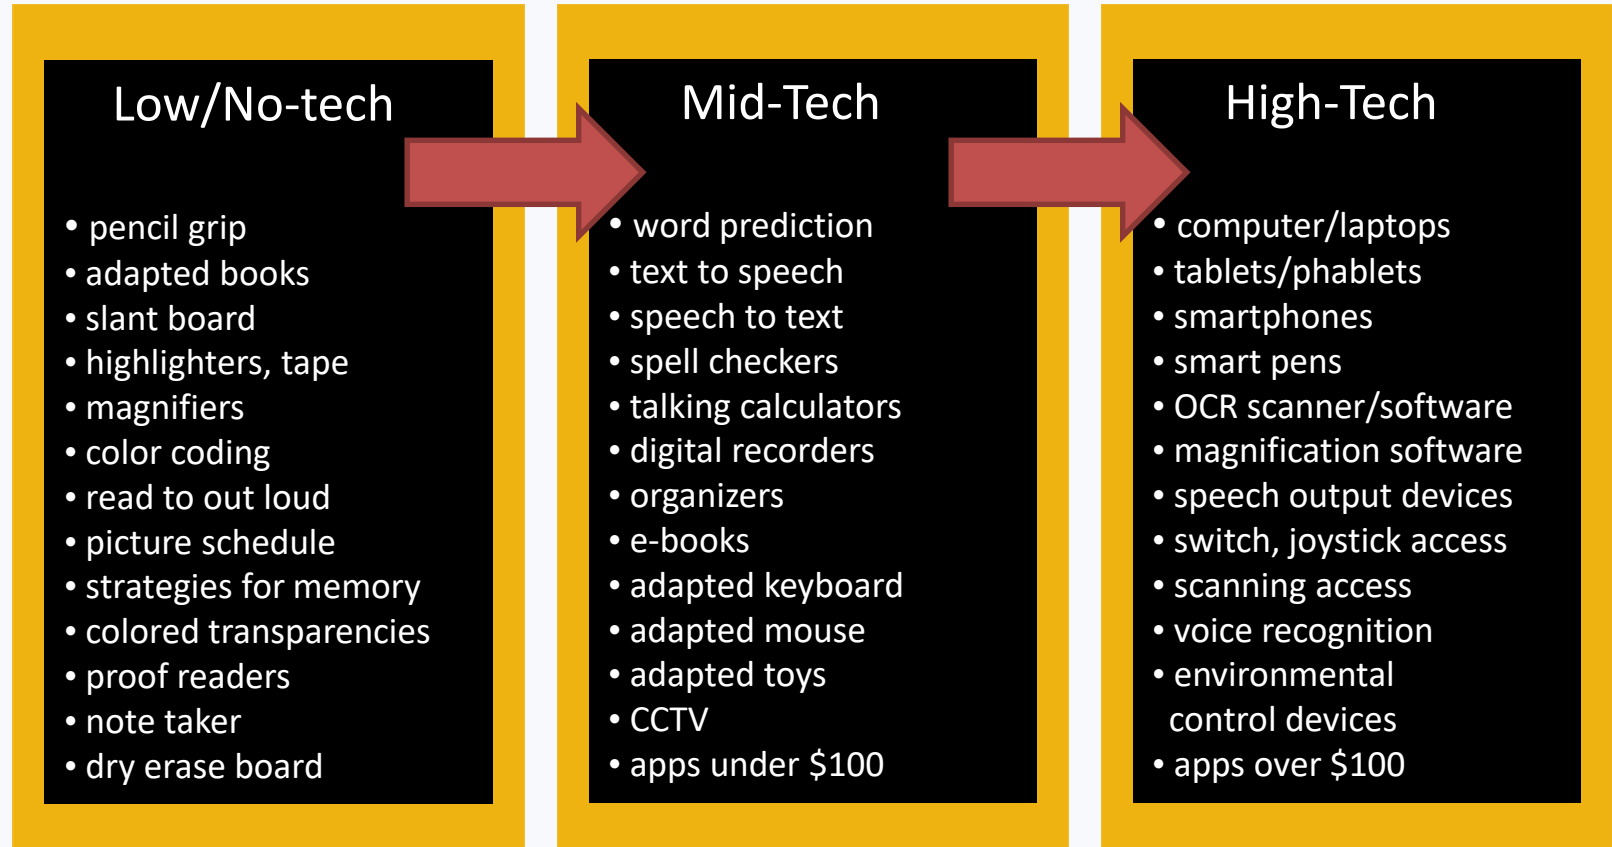 Low/No-tech
• pencil grip
• adapted books
• slant board
• highlighters, tape
• magnifiers
• color coding
• read to out loud
• picture schedule
• strategies for memory
• colored transparencies
• proof readers
• note taker
• dry erase board
Mid-Tech
• word prediction
• text to speech
• speech to text
• spell checkers
• talking calculators
• digital recorders
• organizers
• e-books
• adapted keyboard
• adapted mouse
• adapted toys
• CCTV
• apps under $100
High-Tech
• computer/laptops
• tablets/phablets
• smartphones
• smart pens
• OCR scanner/software
• magnification software
• speech output devices
• switch, joystick access
• scanning access
• voice recognition
• environmental
control devices
• apps over $100